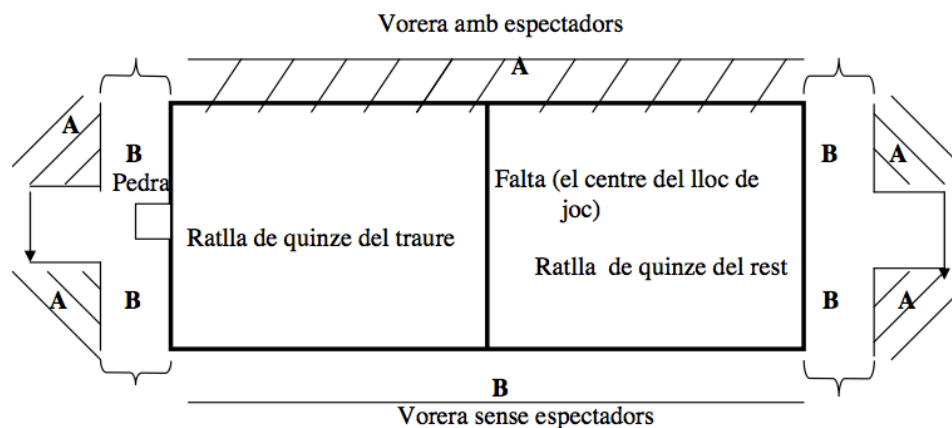 Vorera amb espectadors
A
A
B
B
A
Pedra
Falta (el centre del lloc de
joc)
Ratlla de quinze del traure
Ratlla de quinze del rest
A
B
B
A
B
Vorera sense espectadors